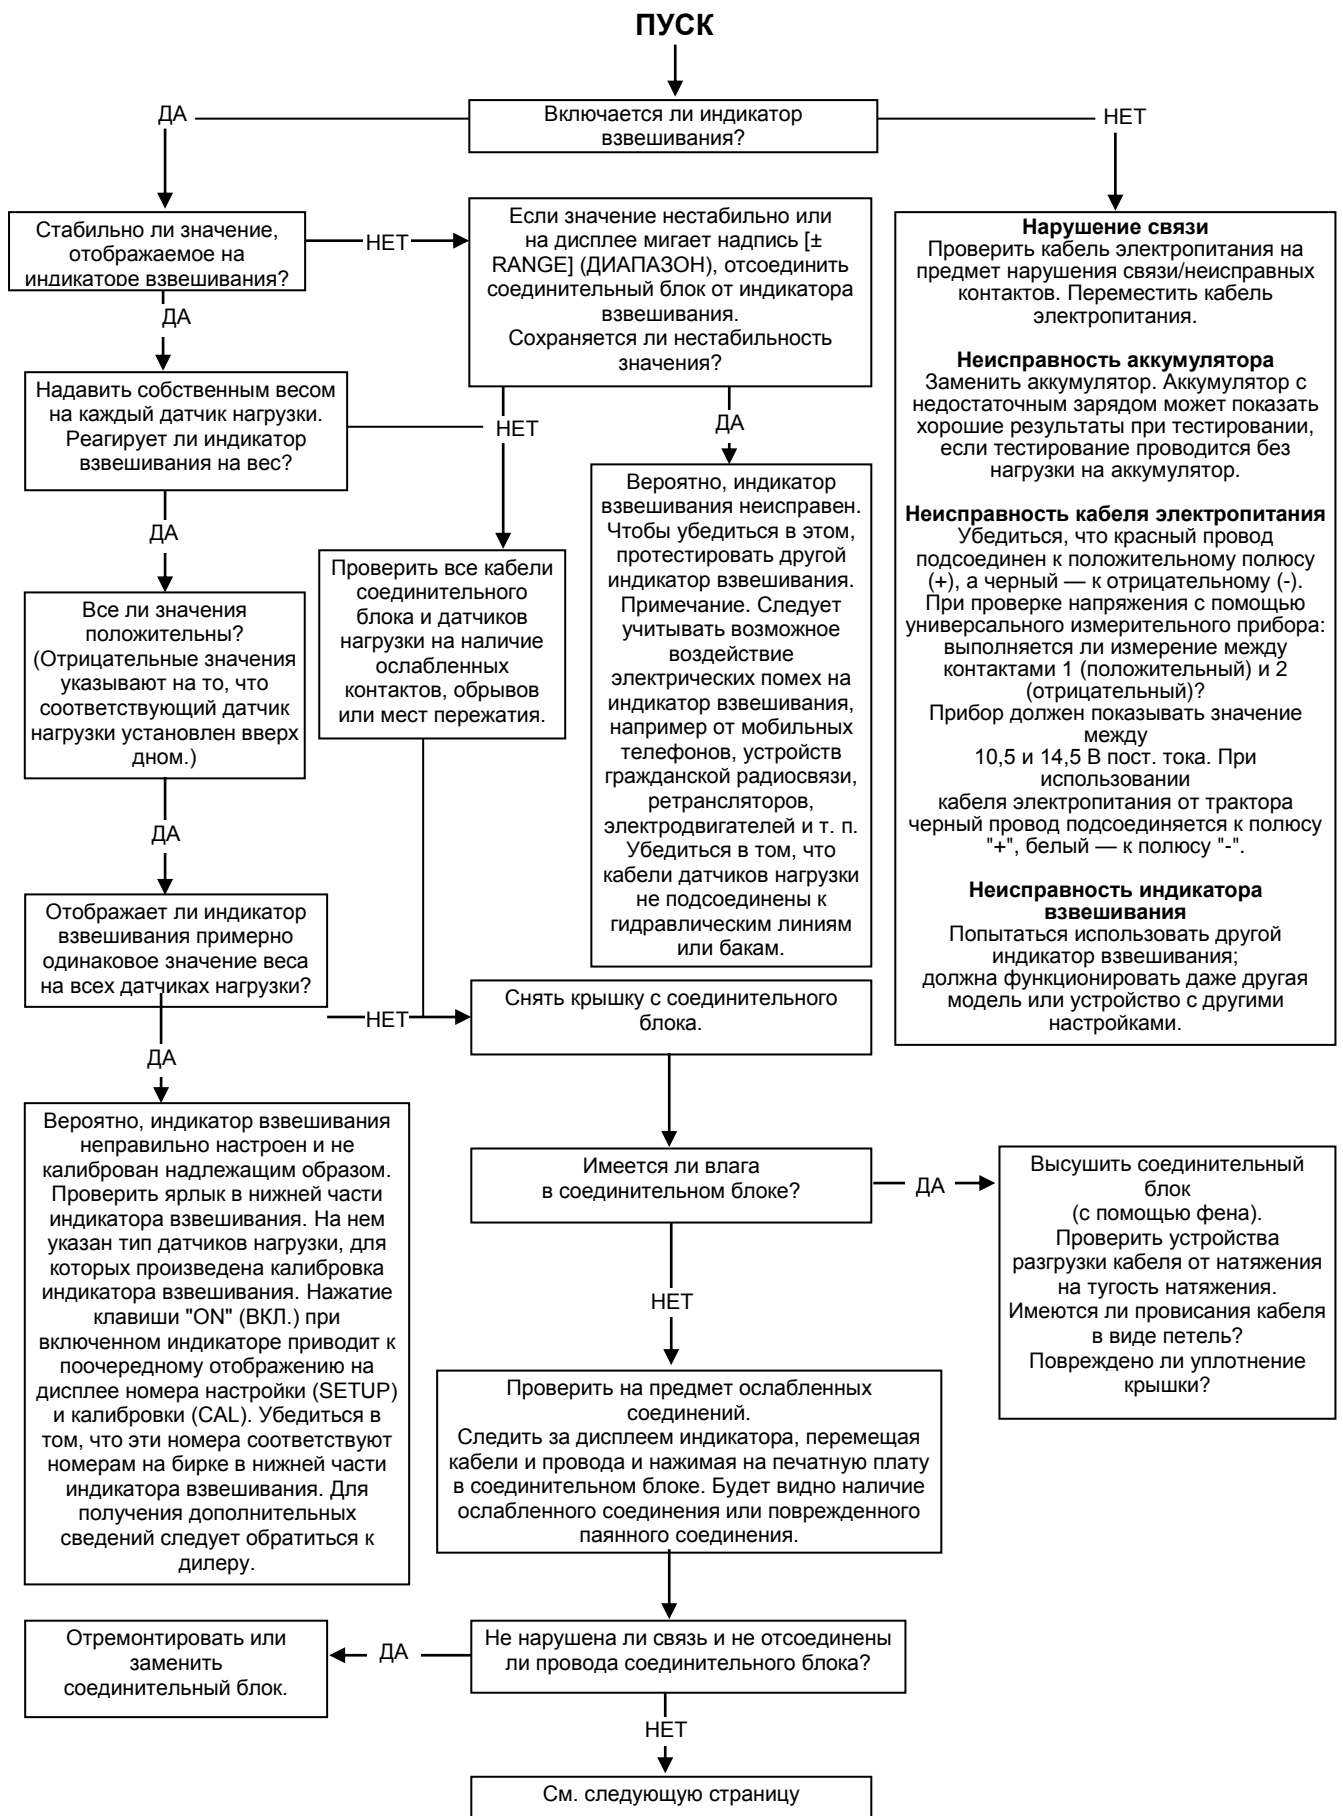 ПУСК
Включается ли индикатор
взвешивания?
ДА
НЕТ
Стабильно ли значение,
отображаемое на
индикаторе взвешивания?
НЕТ
Если значение нестабильно или
на дисплее мигает надпись [±
RANGE] (ДИАПАЗОН), отсоединить
соединительный блок от индикатора
взвешивания.
Сохраняется ли нестабильность
значения?
Нарушение связи
Проверить кабель электропитания на
предмет нарушения связи/неисправных
контактов. Переместить кабель
электропитания.
Неисправность аккумулятора
Заменить аккумулятор. Аккумулятор с
недостаточным зарядом может показать
хорошие результаты при тестировании,
если тестирование проводится без
нагрузки на аккумулятор.
Неисправность кабеля электропитания
Убедиться, что красный провод
подсоединен к положительному полюсу
(+), а черный — к отрицательному (-).
При проверке напряжения с помощью
универсального измерительного прибора:
выполняется ли измерение между
контактами 1 (положительный) и 2
(отрицательный)?
Прибор должен показывать значение
между
10,5 и 14,5 В пост. тока. При
использовании
кабеля электропитания от трактора
черный провод подсоединяется к полюсу
"+", белый — к полюсу "-".
Неисправность индикатора
взвешивания
Попытаться использовать другой
индикатор взвешивания;
должна функционировать даже другая
модель или устройство с другими
настройками.
ДА
Надавить собственным весом
на каждый датчик нагрузки.
Реагирует ли индикатор
взвешивания на вес?
НЕТ
ДА
Вероятно, индикатор
взвешивания неисправен.
Чтобы убедиться в этом,
протестировать другой
индикатор взвешивания.
Примечание. Следует
учитывать возможное
воздействие
электрических помех на
индикатор взвешивания,
например от мобильных
телефонов, устройств
гражданской радиосвязи,
ретрансляторов,
электродвигателей и т. п.
Убедиться в том, что
кабели датчиков нагрузки
не подсоединены к
гидравлическим линиям
или бакам.
ДА
Проверить все кабели
соединительного
блока и датчиков
нагрузки на наличие
ослабленных
контактов, обрывов
или мест пережатия.
Все ли значения
положительны?
(Отрицательные значения
указывают на то, что
соответствующий датчик
нагрузки установлен вверх
дном.)
ДА
Отображает ли индикатор
взвешивания примерно
одинаковое значение веса
на всех датчиках нагрузки?
НЕТ
Снять крышку с соединительного
блока.
ДА
Вероятно, индикатор взвешивания
неправильно настроен и не
калиброван надлежащим образом.
Проверить ярлык в нижней части
индикатора взвешивания. На нем
указан тип датчиков нагрузки, для
которых произведена калибровка
индикатора взвешивания. Нажатие
клавиши "ON" (ВКЛ.) при
включенном индикаторе приводит к
поочередному отображению на
дисплее номера настройки (SETUP)
и калибровки (CAL). Убедиться в
том, что эти номера соответствуют
номерам на бирке в нижней части
индикатора взвешивания. Для
получения дополнительных
сведений следует обратиться к
дилеру.
Имеется ли влага
в соединительном блоке?
ДА
Высушить соединительный
блок
(с помощью фена).
Проверить устройства
разгрузки кабеля от натяжения
на тугость натяжения.
Имеются ли провисания кабеля
в виде петель?
Повреждено ли уплотнение
крышки?
НЕТ
Проверить на предмет ослабленных
соединений.
Следить за дисплеем индикатора, перемещая
кабели и провода и нажимая на печатную плату
в соединительном блоке. Будет видно наличие
ослабленного соединения или поврежденного
паянного соединения.
Не нарушена ли связь и не отсоединены
ли провода соединительного блока?
ДА
Отремонтировать или
заменить
соединительный блок.
НЕТ
См. следующую страницу